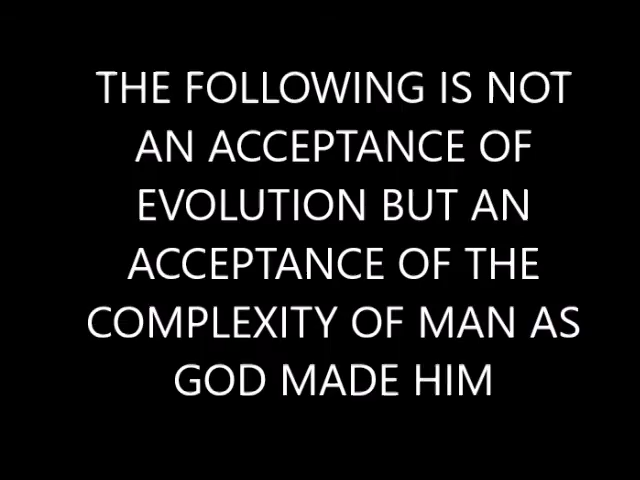 THE FOLLOWING IS NOT
AN ACCEPTANCE OF
EVOLUTION BUT AN
ACCEPTANCE OF THE
COMPLEXITY OF MAN AS
GOD MADE HIM